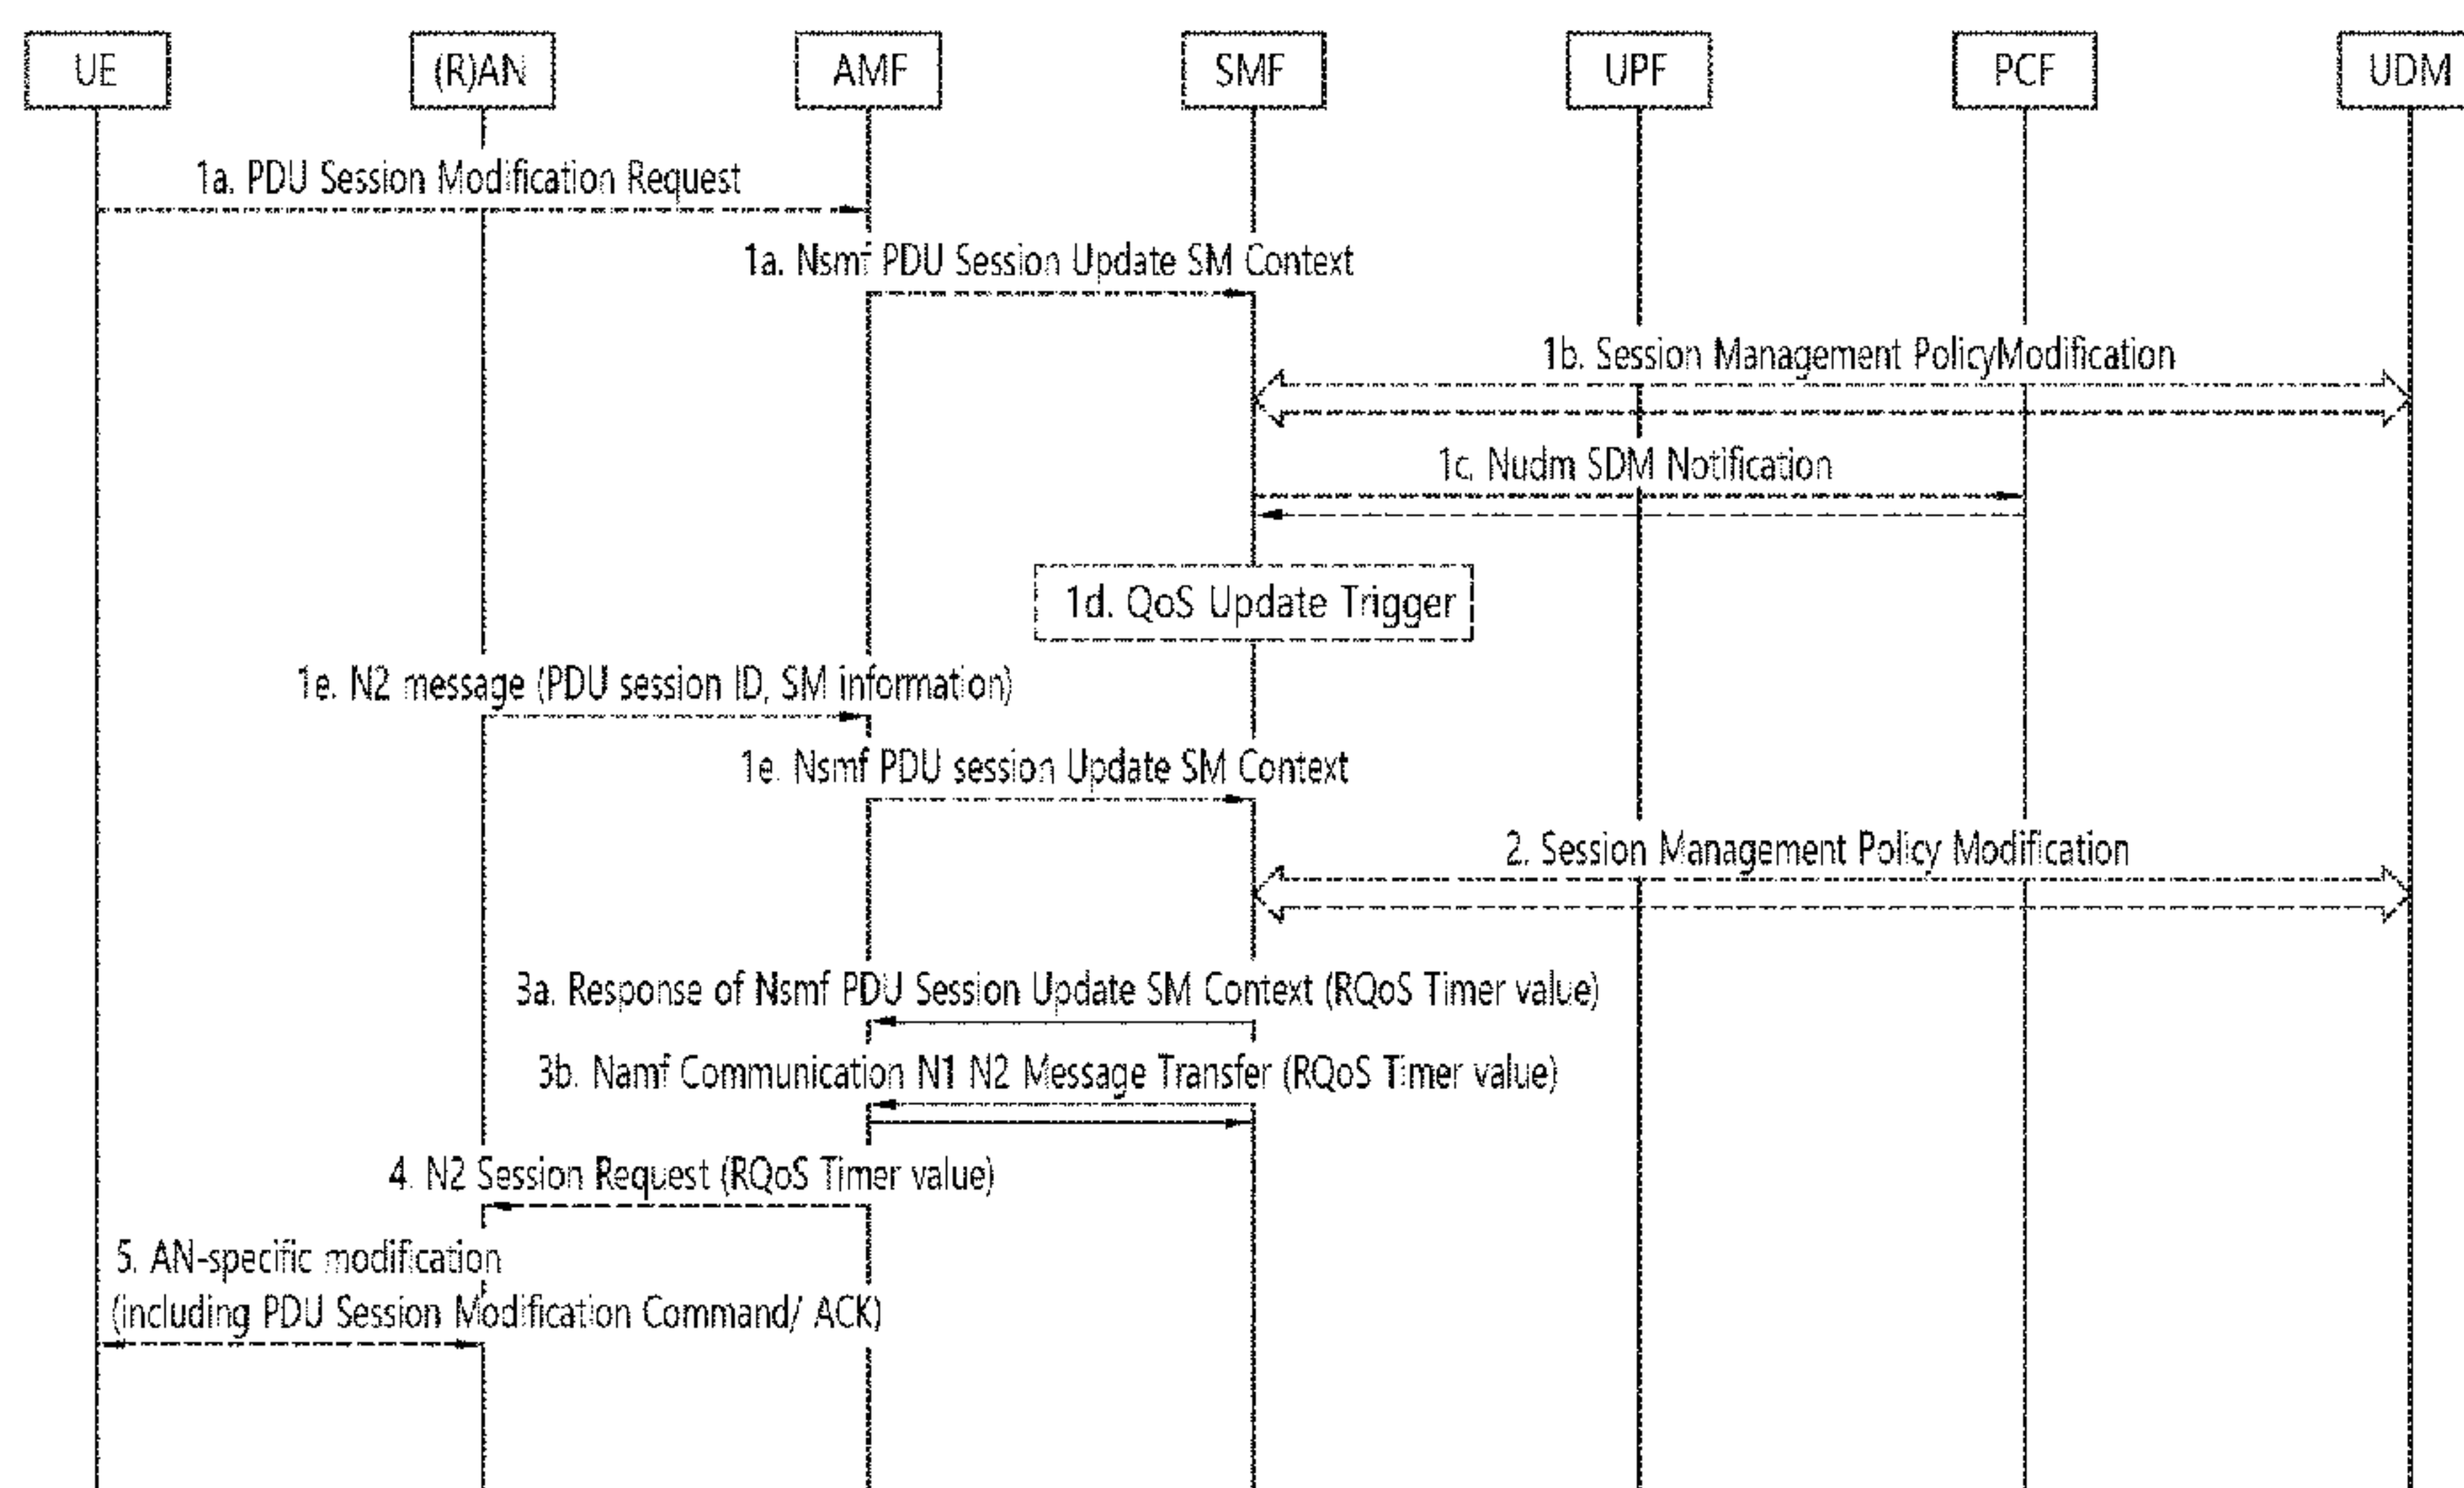 UE
(R)AN
AMF
SMF
UPF
PCF
UDM
1a. PDU Session Modification Request
1a. Nsmf PDU Session Update SM Context
1b. Session Management PolicyModification
1c. Nudm SDM Notification
1d. QoS Update Trigger
1e. N2 message (PDU session ID, SM information)
1e. Nsmf PDU session Update SM Context
2. Session Management Policy Modification
3a. Response of Nsmf PDU Session Update SM Context (RQoS Timer value)
3b. Namf Communication N1 N2 Message Transfer (RQoS Timer value)
4. N2 Session Request (RQoS Timer value)
5. AN-specific modification
(including PDU Session Modification Command/ ACK)